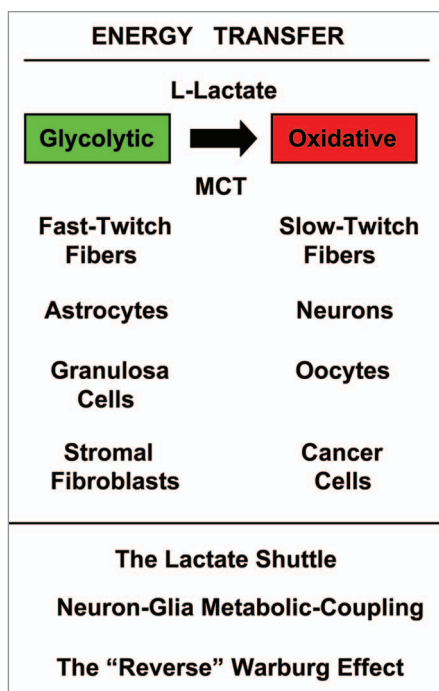 ENERGY TRANSFER
L-Lactate
Glycolytic Oxidative
MCT
Fast-Twitch Slow-Twitch
Fibers Fibers
Astrocytes Neurons
Granulosa Oocytes
Cells
Stromal Cancer
Fibroblasts Cells
The Lactate Shuttle
Neuron-Glia Metabolic-Coupling
The “Reverse” Warburg Effect